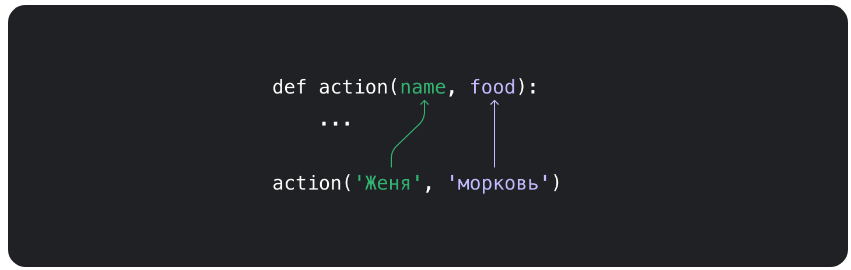 def action(name, food):
...
action('Женя', 'морковь')